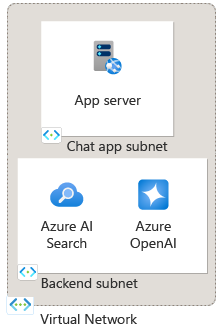 App server
Chat app subnet
Azure AI
Search
Azure
OpenAI
Backend subnet
Virtual Network